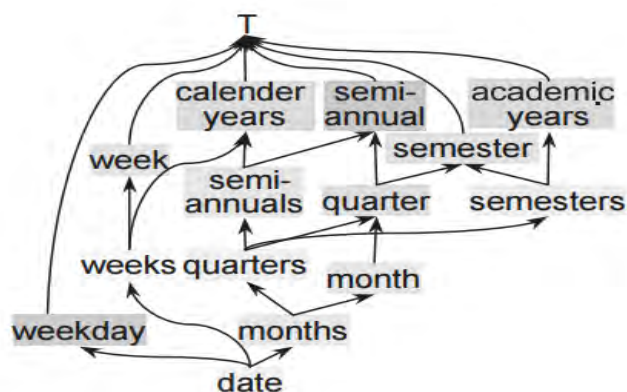 T
calender years
semi-annual
academic years
week
semester
semi-annuals
quarter
semesters
weeks
quarters
month
weekday
months
date